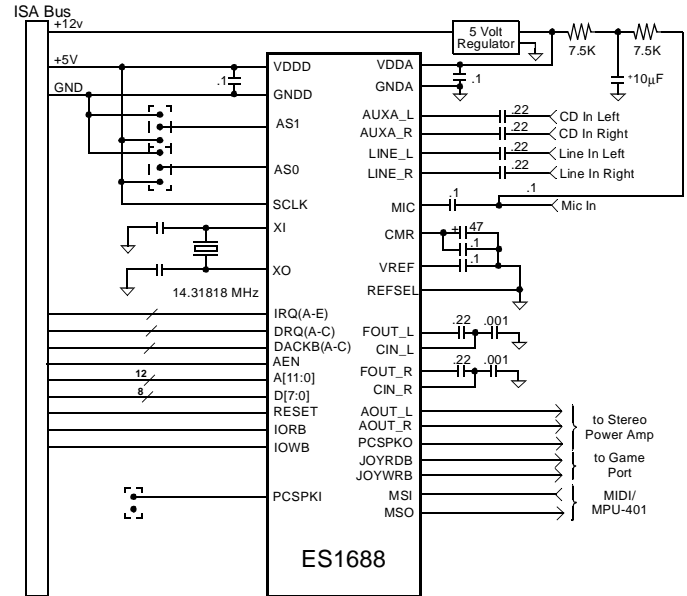 ISA Bus
+12v
5 Volt
Regulator
7.5K
7.5K
+5V
VDDD
VDDA
.1
.1
+10µF
GND
GNDD
GNDA
AS1
AUXA_L
.22
CD In Left
AUXA_R
.22
CD In Right
LINE_L
.22
Line In Left
AS0
LINE_R
.22
Line In Right
SCLK
MIC
.1
.1
Mic In
XI
CMR
+
47
.1
XO
VREF
.1
14.31818 MHz
REFSEL
IRQ(A-E)
DRQ(A-C)
FOUT_L
.22
.001
DACKB(A-C)
CIN_L
AEN
FOUT_R
.22
.001
12
A[11:0]
CIN_R
8
D[7:0]
RESET
AOUT_L
IORB
AOUT_R
to Stereo
Power Amp
IOWB
PCSPKO
JOYRDB
to Game
Port
JOYWRB
PCSPKI
MSI
MIDI/
MPU-401
MSO
ES1688